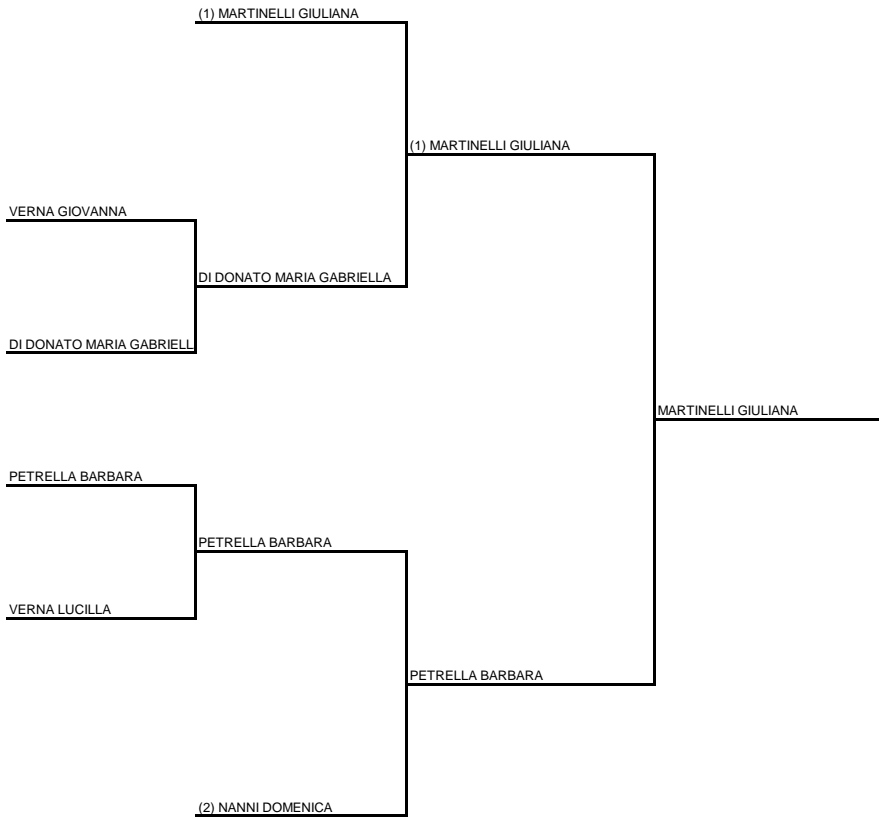 (1) MARTINELLI GIULIANA
(1) MARTINELLI GIULIANA
VERNA GIOVANNA
DI DONATO MARIA GABRIELLA
DI DONATO MARIA GABRIELL
MARTINELLI GIULIANA
PETRELLA BARBARA
PETRELLA BARBARA
VERNA LUCILLA
PETRELLA BARBARA
(2) NANNI DOMENICA